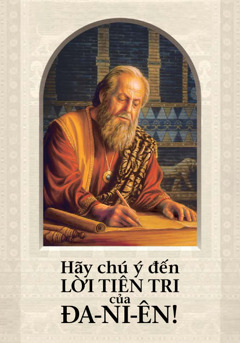 Hãy chú ý đến
LỜI TIÊN TRI
của
ĐA-NI-ÊN!